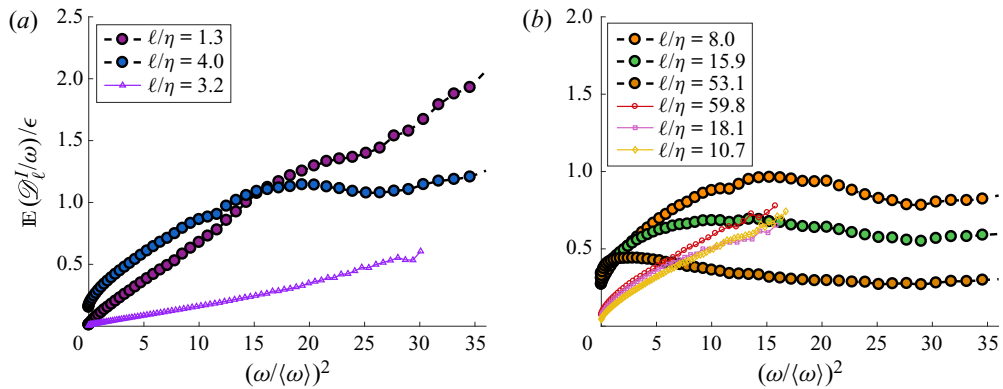 (a)
2.5
2.0
1.5
1.0
0.5
0 5 10 15 20 25 30 35
𝔼(𝒟ℓᴵ/ω)/ϵ
(ω/⟨ω⟩)²
ℓ/η = 1.3
ℓ/η = 4.0
ℓ/η = 3.2
(b)
2.0
1.5
1.0
0.5
0 5 10 15 20 25 30 35
(ω/⟨ω⟩)²
ℓ/η = 8.0
ℓ/η = 15.9
ℓ/η = 53.1
ℓ/η = 59.8
ℓ/η = 18.1
ℓ/η = 10.7